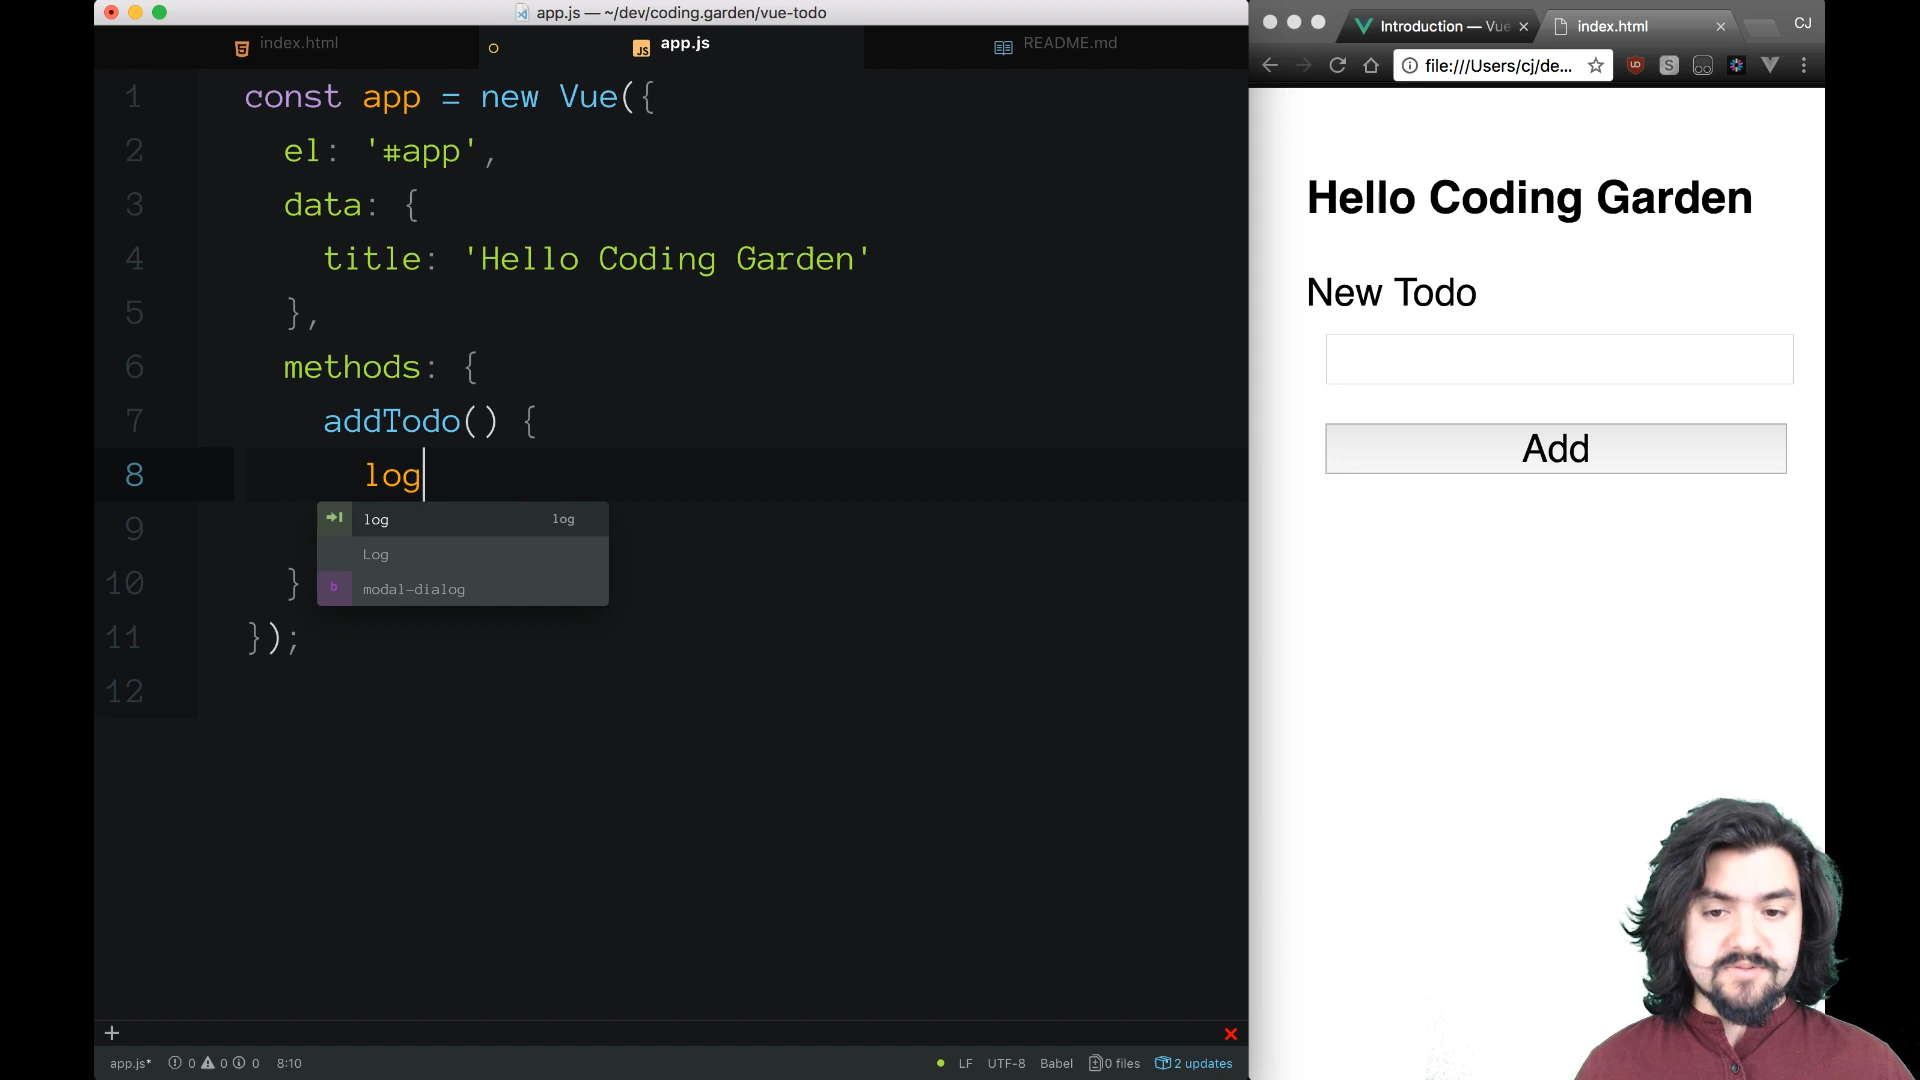 app.js — ~/dev/coding.garden/vue-todo
index.html
app.js
README.md
1 const app = new Vue({
2 el: '#app',
3 data: {
4 title: 'Hello Coding Garden'
5 },
6 methods: {
7 addTodo() {
8 log
9
10 }
11 });
12
log log
Log
b modal-dialog
+
app.js* 0 0 0 8:10
LF UTF-8 Babel 0 files 2 updates
Introduction — Vue
index.html
CJ
file:///Users/cj/de...
Hello Coding Garden
New Todo
Add